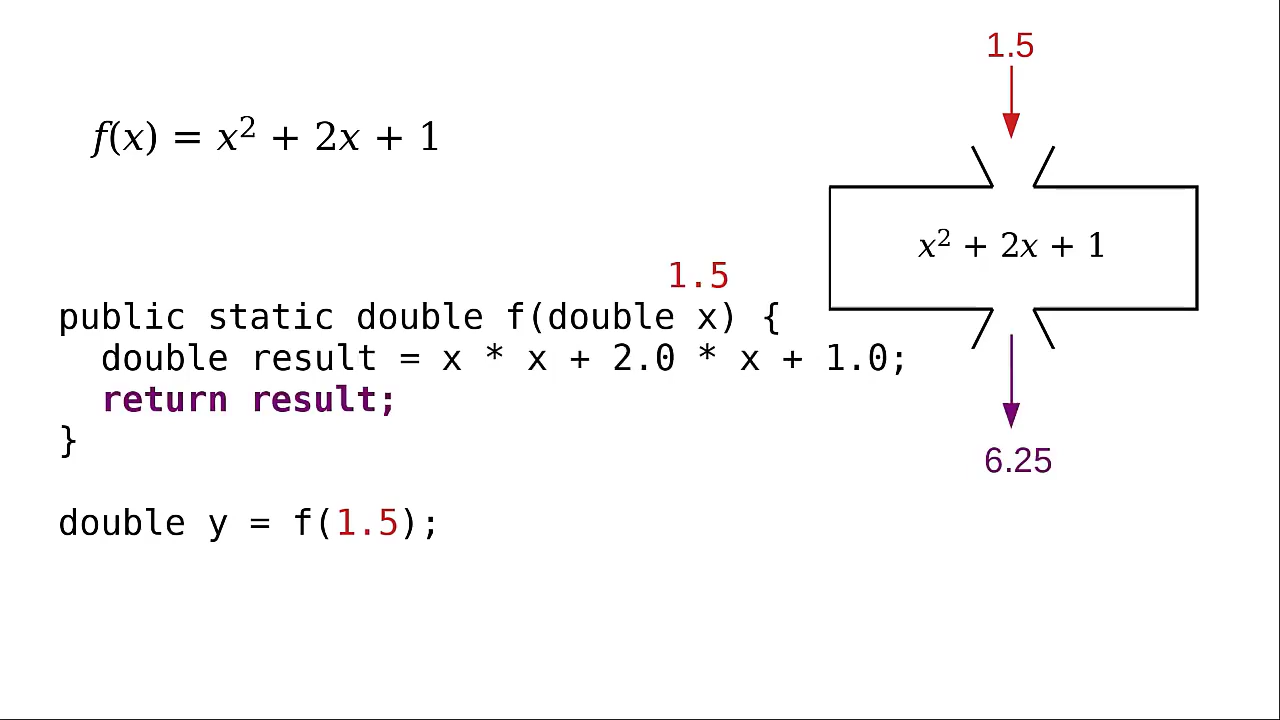 1.5
f(x) = x² + 2x + 1
x² + 2x + 1
1.5
public static double f(double x) {
  double result = x * x + 2.0 * x + 1.0;
  return result;
}
6.25
double y = f(1.5);